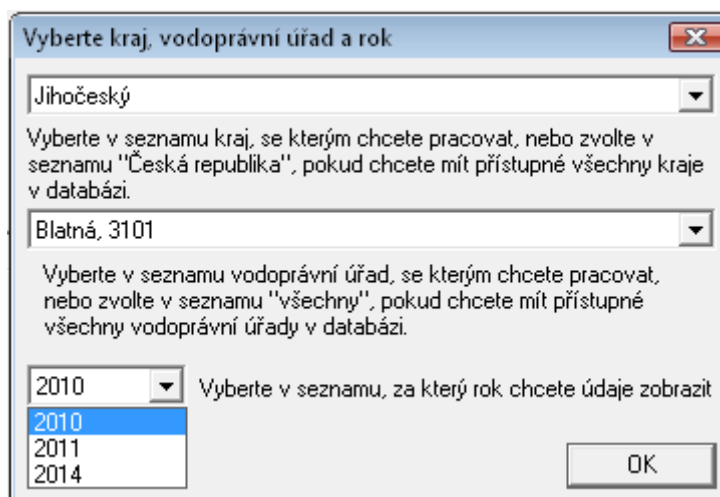 Vyberte kraj, vodoprávní úřad a rok
Jihočeský
Vyberte v seznamu kraj, se kterým chcete pracovat, nebo zvolte v
seznamu "Česká republika", pokud chcete mít přístupné všechny kraje
v databázi.
Blatná, 3101
Vyberte v seznamu vodoprávní úřad, se kterým chcete pracovat,
nebo zvolte v seznamu "všechny", pokud chcete mít přístupné
všechny vodoprávní úřady v databázi.
2010 Vyberte v seznamu, za který rok chcete údaje zobrazit
2010
2011
2014
OK